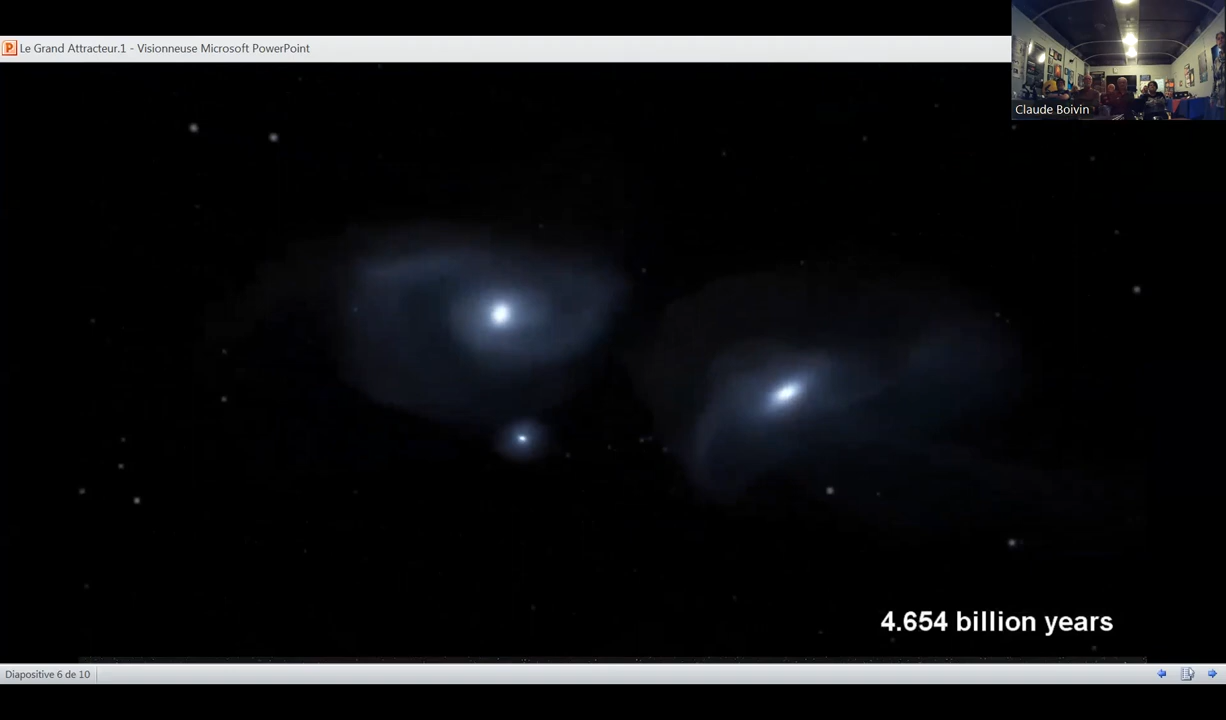 Le Grand Attracteur.1 - Visionneuse Microsoft PowerPoint
Claude Boivin
4.654 billion years
Diapositive 6 de 10